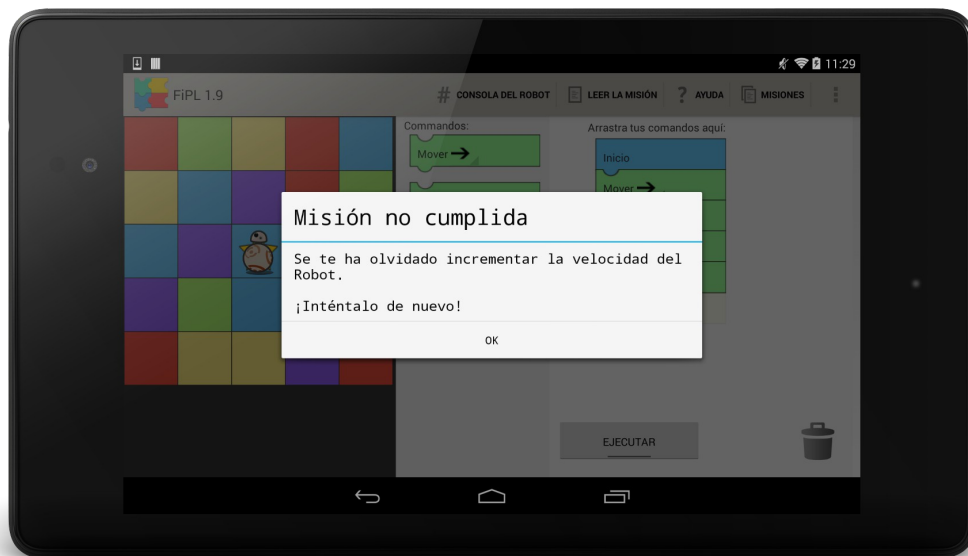 11:29
FiPL 1.9
# CONSOLA DEL ROBOT
LEER LA MISIÓN
? AYUDA
MISIONES
Commandos:
Mover
Arrastra tus comandos aquí:
Inicio
Mover
Misión no cumplida
Se te ha olvidado incrementar la velocidad del
Robot.
¡Inténtalo de nuevo!
OK
EJECUTAR